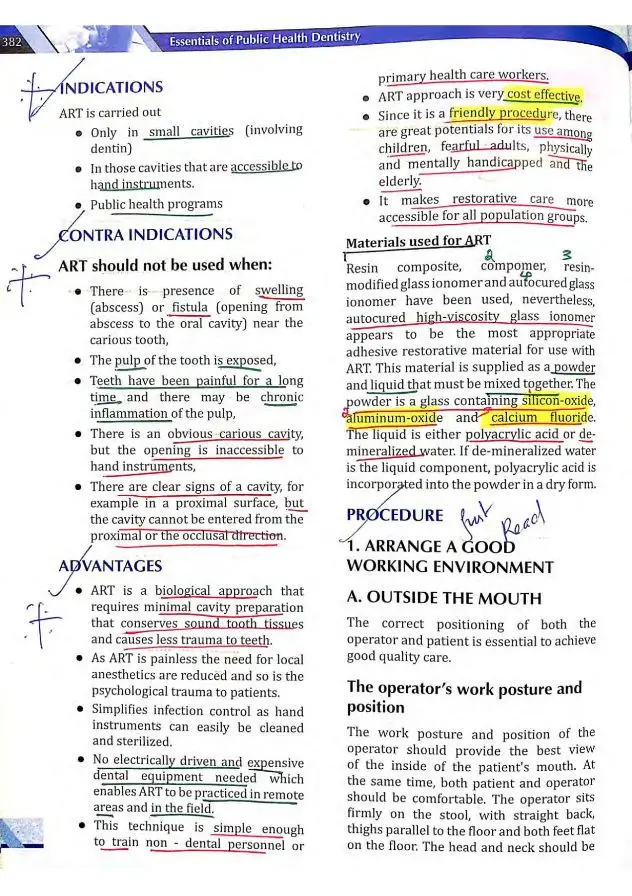 382
Essentials of Public Health Dentistry
INDICATIONS
ART is carried out
• Only in small cavities (involving
dentin)
• In those cavities that are accessible to
hand instruments.
• Public health programs
CONTRA INDICATIONS
ART should not be used when:
• There is presence of swelling
(abscess) or fistula (opening from
abscess to the oral cavity) near the
carious tooth,
• The pulp of the tooth is exposed,
• Teeth have been painful for a long
time and there may be chronic
inflammation of the pulp,
• There is an obvious carious cavity,
but the opening is inaccessible to
hand instruments,
• There are clear signs of a cavity, for
example in a proximal surface, but
the cavity cannot be entered from the
proximal or the occlusal direction.
ADVANTAGES
• ART is a biological approach that
requires minimal cavity preparation
that conserves sound tooth tissues
and causes less trauma to teeth.
• As ART is painless the need for local
anesthetics are reduced and so is the
psychological trauma to patients.
• Simplifies infection control as hand
instruments can easily be cleaned
and sterilized.
• No electrically driven and expensive
dental equipment needed which
enables ART to be practiced in remote
areas and in the field.
• This technique is simple enough
to train non - dental personnel or
primary health care workers.
• ART approach is very cost effective.
• Since it is a friendly procedure, there
are great potentials for its use among
children, fearful adults, physically
and mentally handicapped and the
elderly.
• It makes restorative care more
accessible for all population groups.
Materials used for ART
1 2 3
Resin composite, compomer, resin-
4
modified glass ionomer and autocured glass
ionomer have been used, nevertheless,
autocured high-viscosity glass ionomer
appears to be the most appropriate
adhesive restorative material for use with
ART. This material is supplied as a powder
and liquid that must be mixed together. The
powder is a glass containing silicon-oxide,
2 aluminum-oxide and 3 calcium fluoride.
The liquid is either polyacrylic acid or de-
mineralized water. If de-mineralized water
is the liquid component, polyacrylic acid is
incorporated into the powder in a dry form.
PROCEDURE Just Read
1. ARRANGE A GOOD
WORKING ENVIRONMENT
A. OUTSIDE THE MOUTH
The correct positioning of both the
operator and patient is essential to achieve
good quality care.
The operator's work posture and
position
The work posture and position of the
operator should provide the best view
of the inside of the patient's mouth. At
the same time, both patient and operator
should be comfortable. The operator sits
firmly on the stool, with straight back,
thighs parallel to the floor and both feet flat
on the floor. The head and neck should be